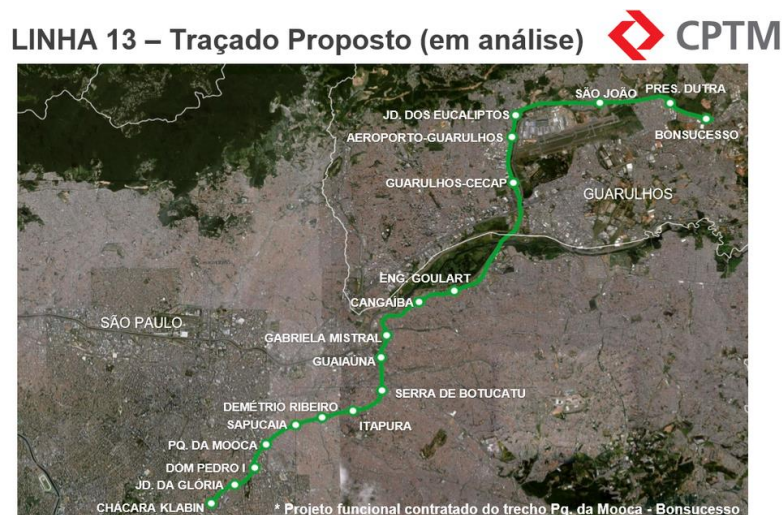 LINHA 13 – Traçado Proposto (em análise)
CPTM
SÃO JOÃO
PRES. DUTRA
JD. DOS EUCALIPTOS
BONSUCESSO
AEROPORTO-GUARULHOS
GUARULHOS-CECAP
GUARULHOS
ENG. GOULART
CANGAÍBA
SÃO PAULO
GABRIELA MISTRAL
GUAIAÚNA
SERRA DE BOTUCATU
DEMÉTRIO RIBEIRO
SAPUCAIA
ITAPURA
PQ. DA MOOCA
DOM PEDRO I
JD. DA GLÓRIA
CHÁCARA KLABIN
* Projeto funcional contratado do trecho Pq. da Mooca - Bonsucesso